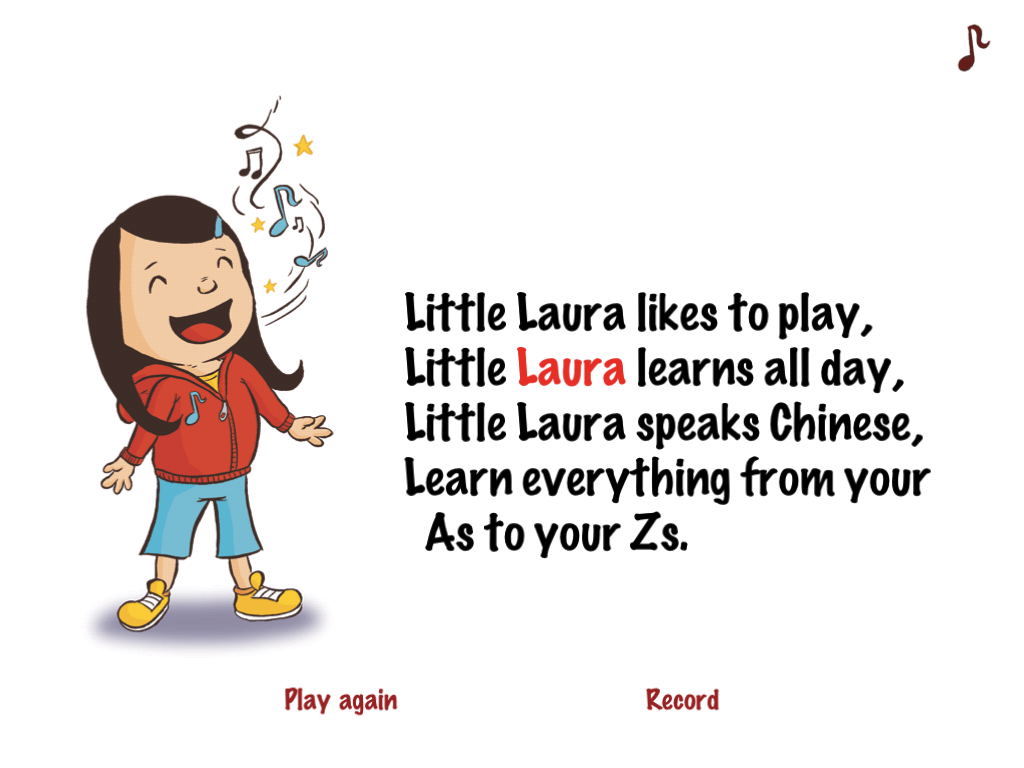 Little Laura likes to play,
Little Laura learns all day,
Little Laura speaks Chinese,
Learn everything from your
As to your Zs.
Play again
Record